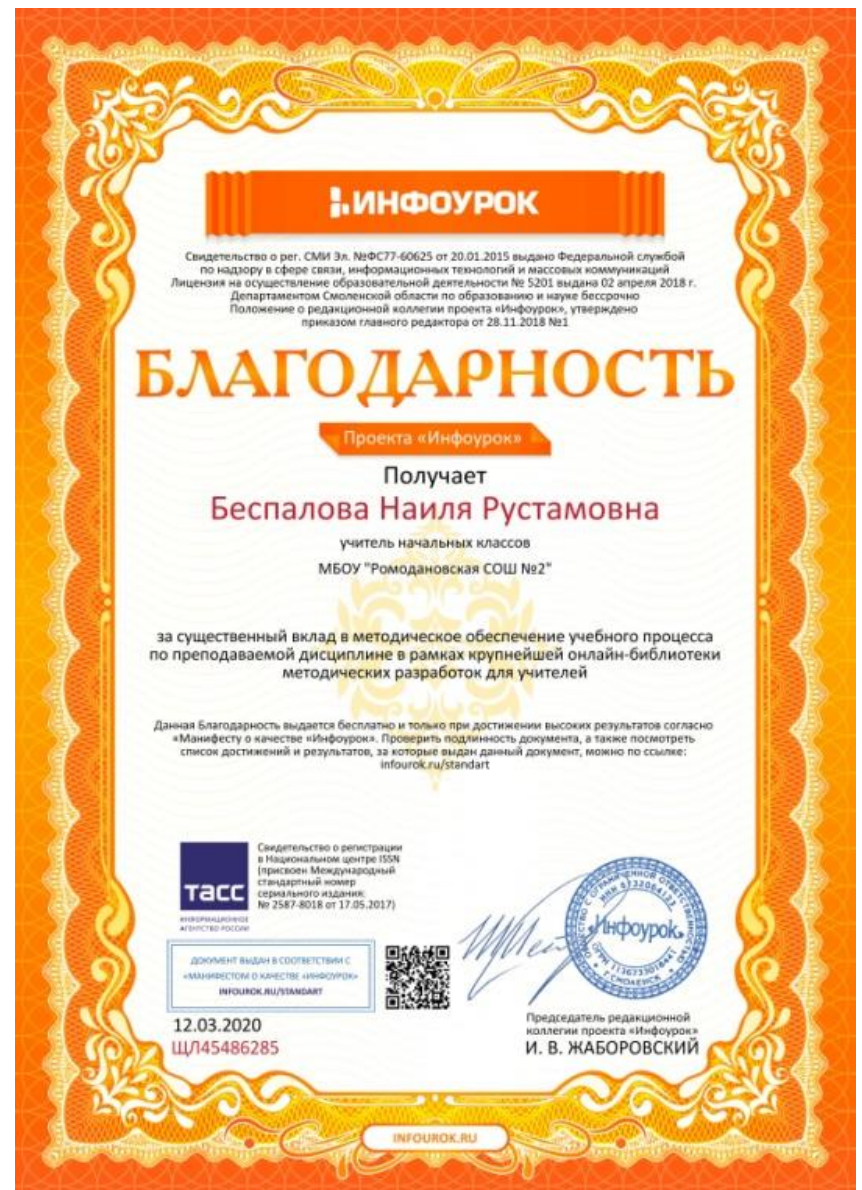 ИНФОУРОК
Свидетельство о рег. СМИ Эл. №ФС77-60625 от 20.01.2015 выдано Федеральной службой
по надзору в сфере связи, информационных технологий и массовых коммуникаций
Лицензия на осуществление образовательной деятельности № 5201 выдана 02 апреля 2018 г.
Департаментом Смоленской области по образованию и науке бессрочно
Положение о редакционной коллегии проекта «Инфоурок», утверждено
приказом главного редактора от 28.11.2018 №1
БЛАГОДАРНОСТЬ
Проекта «Инфоурок»
Получает
Беспалова Наиля Рустамовна
учитель начальных классов
МБОУ "Ромодановская СОШ №2"
за существенный вклад в методическое обеспечение учебного процесса
по преподаваемой дисциплине в рамках крупнейшей онлайн-библиотеки
методических разработок для учителей
Данная Благодарность выдается бесплатно и только при достижении высоких результатов согласно
«Манифесту о качестве «Инфоурок». Проверить подлинность документа, а также посмотреть
список достижений и результатов, за которые выдан данный документ, можно по ссылке:
infourok.ru/standart
Свидетельство о регистрации
в Национальном центре ISSN
(присвоен Международный
стандартный номер
сериального издания:
№ 2587-8018 от 17.05.2017)
ТАСС
ИНФОРМАЦИОННОЕ
АГЕНТСТВО РОССИИ
ДОКУМЕНТ ВЫДАН В СООТВЕТСТВИИ С
«МАНИФЕСТОМ О КАЧЕСТВЕ «ИНФОУРОК»
INFOUROK.RU/STANDART
12.03.2020
ЩЛ45486285
ОБЩЕСТВО С ОГРАНИЧЕННОЙ ОТВЕТСТВЕННОСТЬЮ
«Инфоурок»
Г. СМОЛЕНСК
Председатель редакционной
коллегии проекта «Инфоурок»
И. В. ЖАБОРОВСКИЙ
INFOUROK.RU